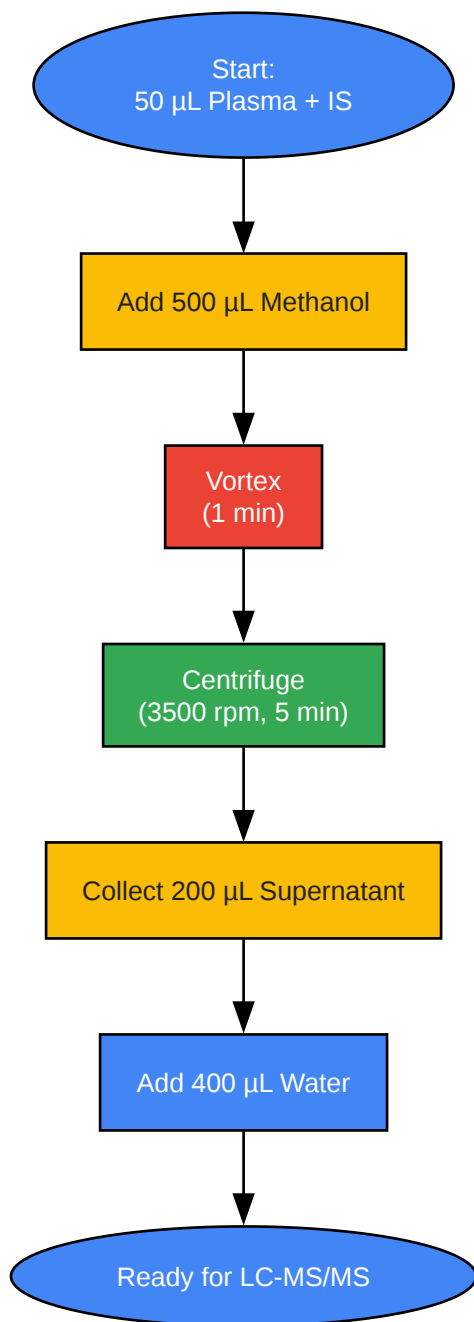 Start:
50 µL Plasma + IS
Add 500 µL Methanol
Vortex
(1 min)
Centrifuge
(3500 rpm, 5 min)
Collect 200 µL Supernatant
Add 400 µL Water
Ready for LC-MS/MS